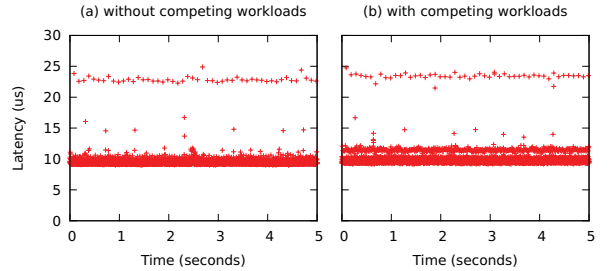 (a) without competing workloads
(b) with competing workloads
30
25
20
15
10
5
0
Latency (us)
0 1 2 3 4 5
0 1 2 3 4 5
Time (seconds)
Time (seconds)